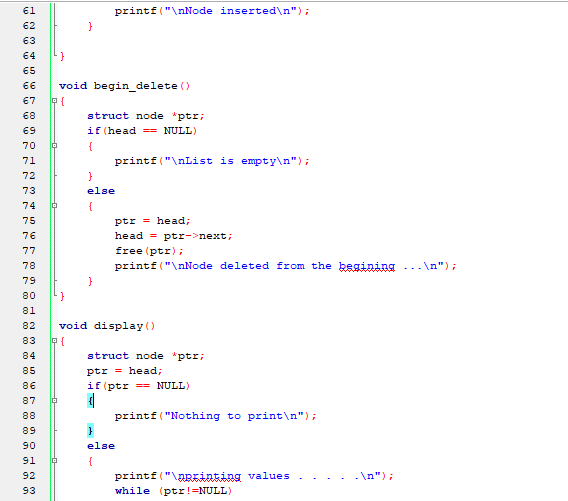 61 printf("\nNode inserted\n");
62 }
63
64 }
65
66 void begin_delete()
67 {
68 struct node *ptr;
69 if(head == NULL)
70 {
71 printf("\nList is empty\n");
72 }
73 else
74 {
75 ptr = head;
76 head = ptr->next;
77 free(ptr);
78 printf("\nNode deleted from the begining ...\n");
79 }
80 }
81
82 void display()
83 {
84 struct node *ptr;
85 ptr = head;
86 if(ptr == NULL)
87 {
88 printf("Nothing to print\n");
89 }
90 else
91 {
92 printf("\nprinting values . . . . .\n");
93 while (ptr!=NULL)